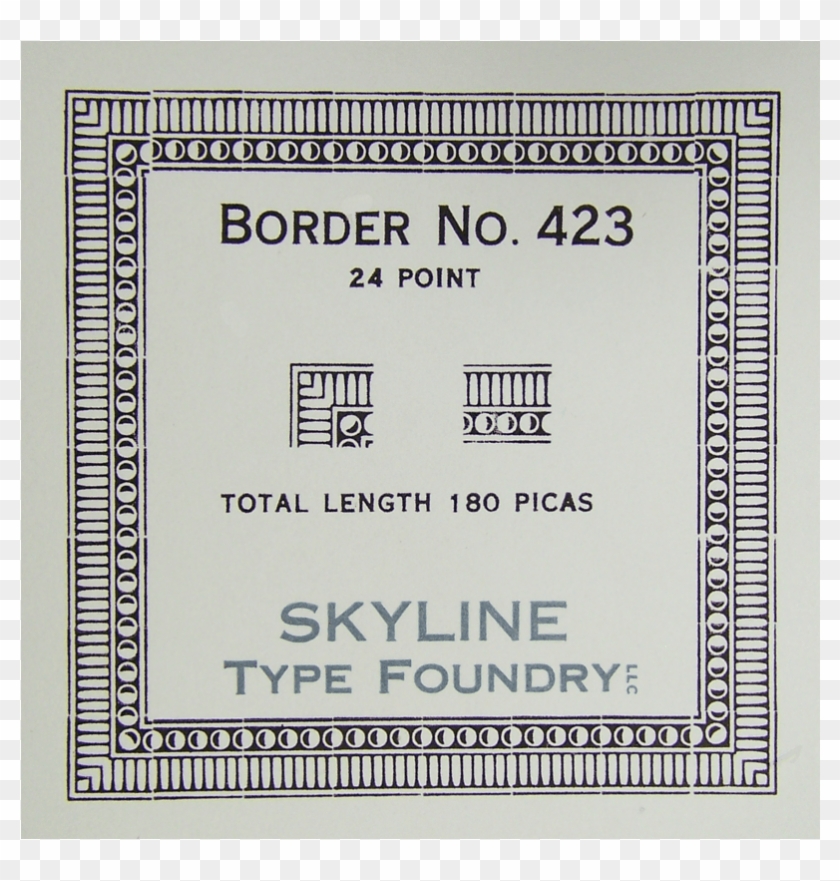 BORDER NO. 423
24 POINT
TOTAL LENGTH 180 PICAS
SKYLINE
TYPE FOUNDRY LLC